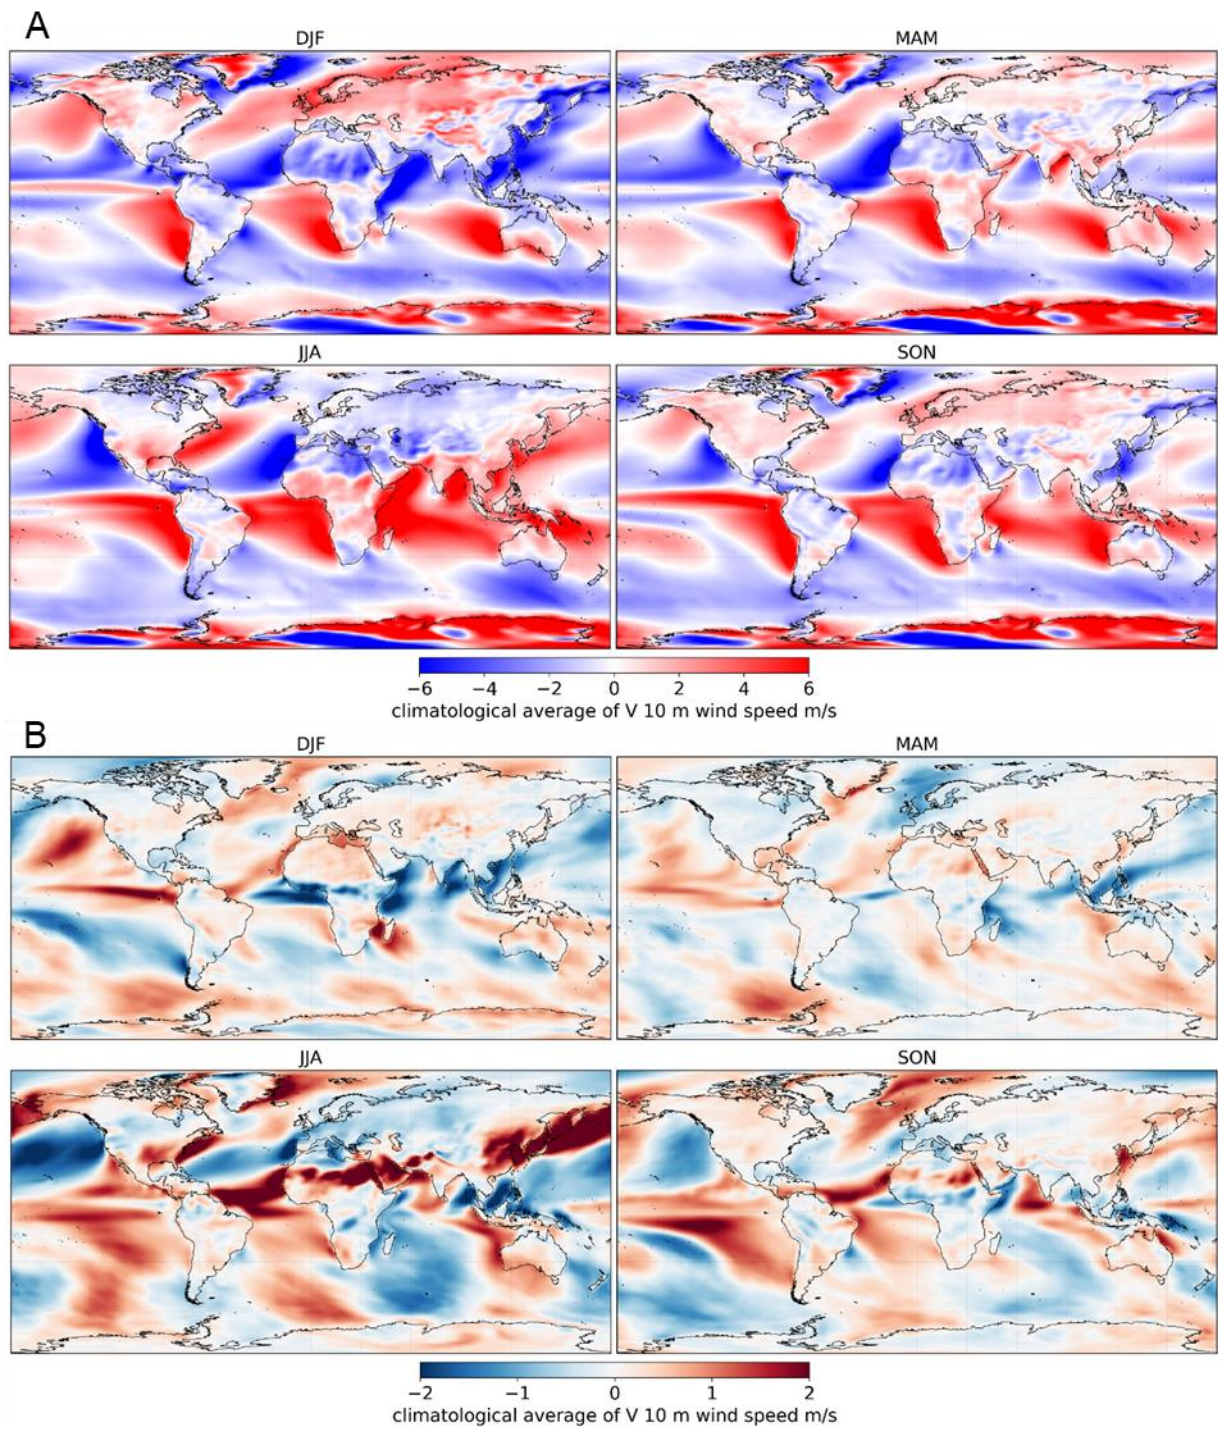 A
DJF
MAM
JJA
SON
−6 −4 −2 0 2 4 6
climatological average of V 10 m wind speed m/s
B
DJF
MAM
JJA
SON
−2 −1 0 1 2
climatological average of V 10 m wind speed m/s